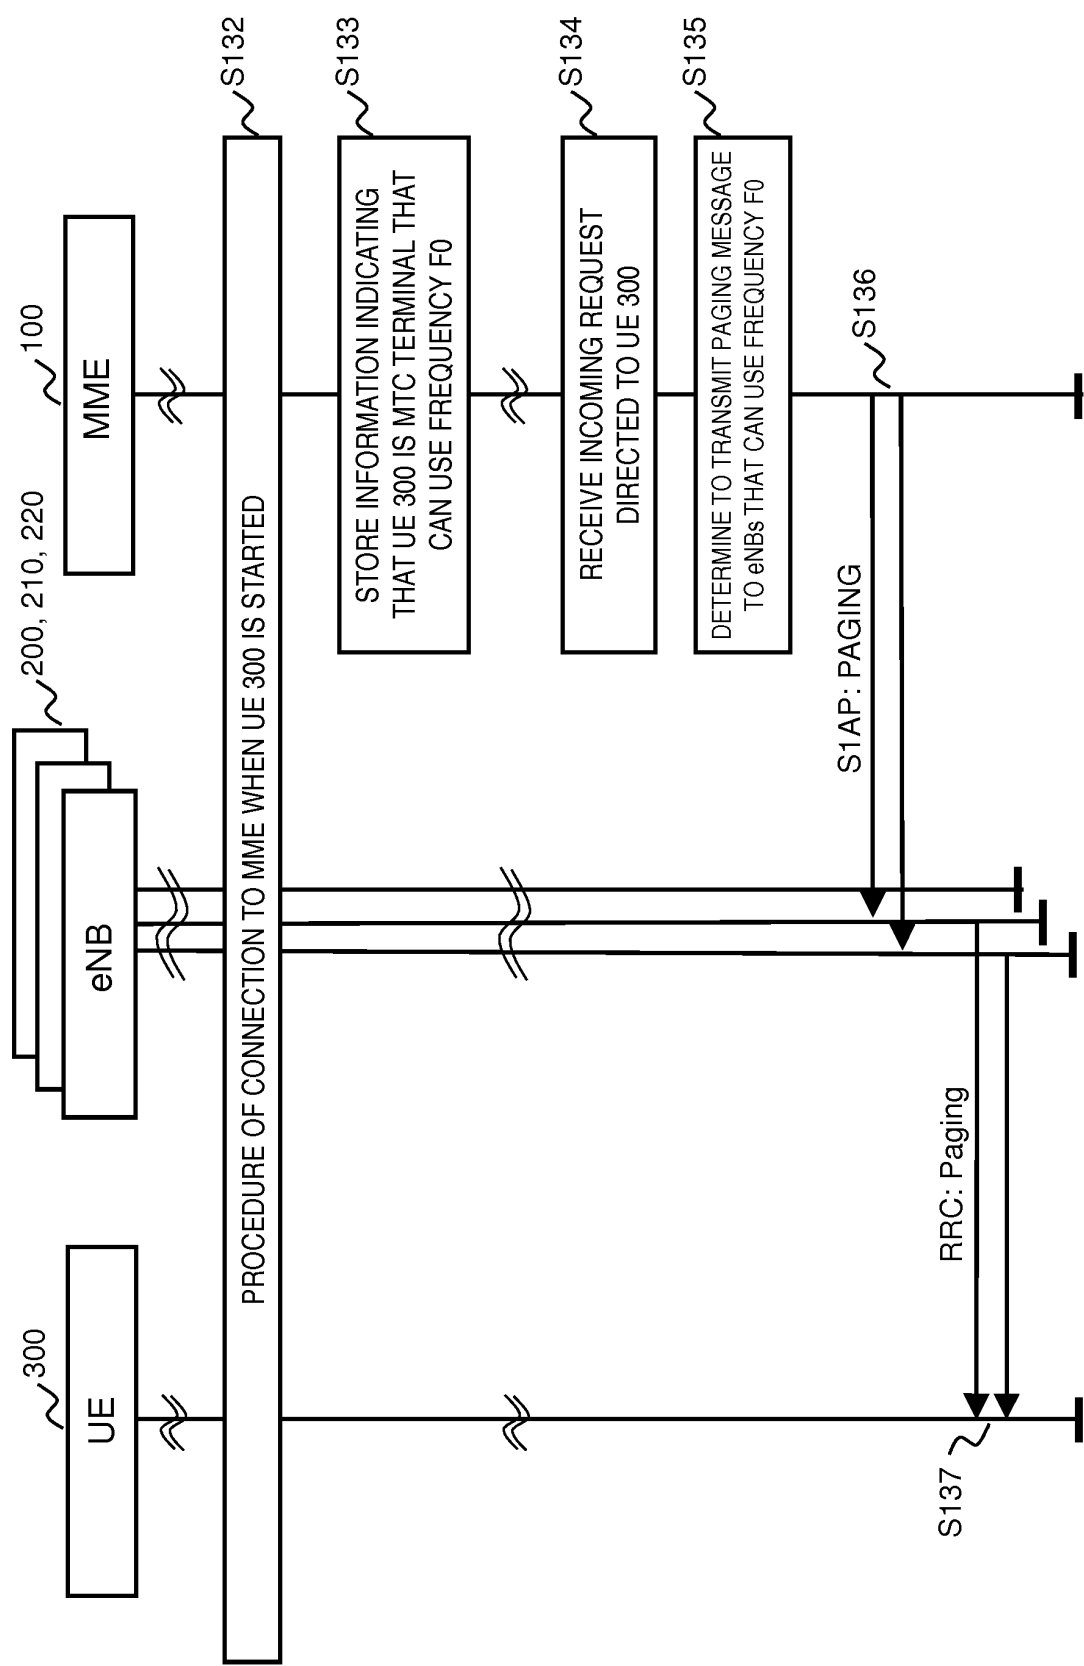 300
200, 210, 220
100
UE
eNB
MME
S132
PROCEDURE OF CONNECTION TO MME WHEN UE 300 IS STARTED
S133
STORE INFORMATION INDICATING
THAT UE 300 IS MTC TERMINAL THAT
CAN USE FREQUENCY F0
S134
RECEIVE INCOMING REQUEST
DIRECTED TO UE 300
S135
DETERMINE TO TRANSMIT PAGING MESSAGE
TO eNBs THAT CAN USE FREQUENCY F0
S1AP: PAGING
S136
RRC: Paging
S137